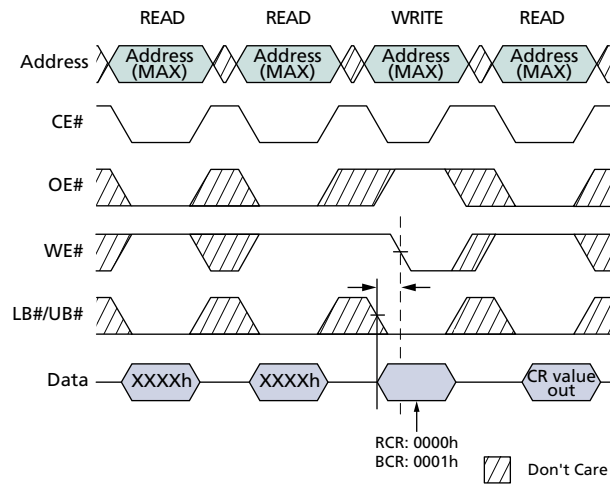 READ READ WRITE READ
Address
Address
(MAX)
Address
(MAX)
Address
(MAX)
Address
(MAX)
CE#
OE#
WE#
LB#/UB#
Data
XXXXh
XXXXh
CR value
out
RCR: 0000h
BCR: 0001h
Don't Care